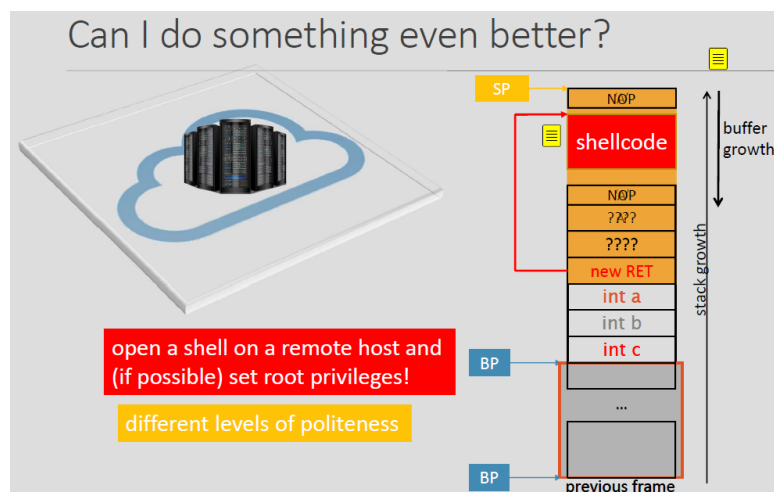 Can I do something even better?
SP
NOP
shellcode
buffer
growth
NOP
????
????
new RET
stack growth
int a
int b
int c
open a shell on a remote host and
(if possible) set root privileges!
BP
different levels of politeness
...
BP
previous frame